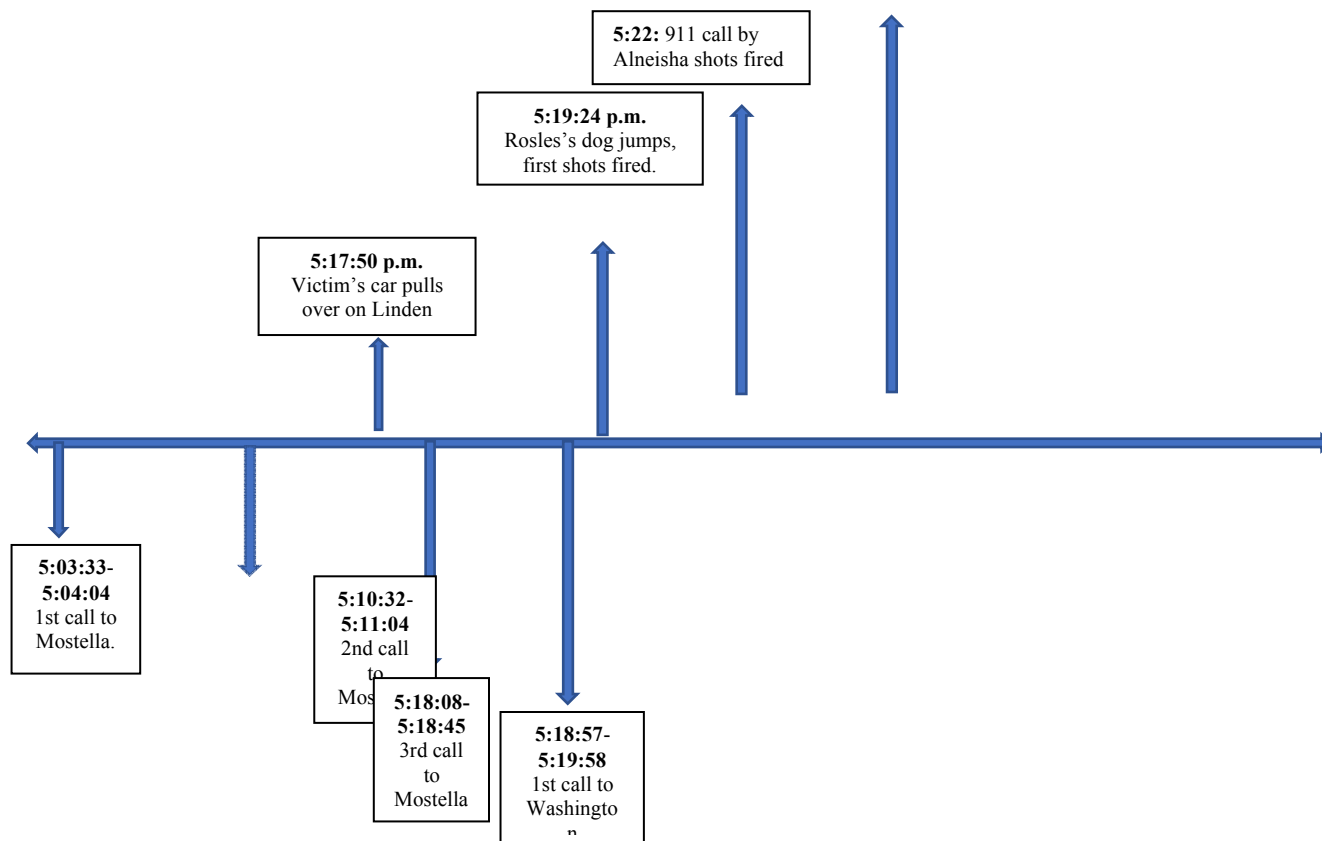 5:22: 911 call by
Alneisha shots fired
5:19:24 p.m.
Rosles’s dog jumps,
first shots fired.
5:17:50 p.m.
Victim’s car pulls
over on Linden
5:03:33-
5:04:04
1st call to
Mostella.
5:10:32-
5:11:04
2nd call
to
5:18:08-
5:18:45
3rd call
to
Mostella
5:18:57-
5:19:58
1st call to
Washingto
n